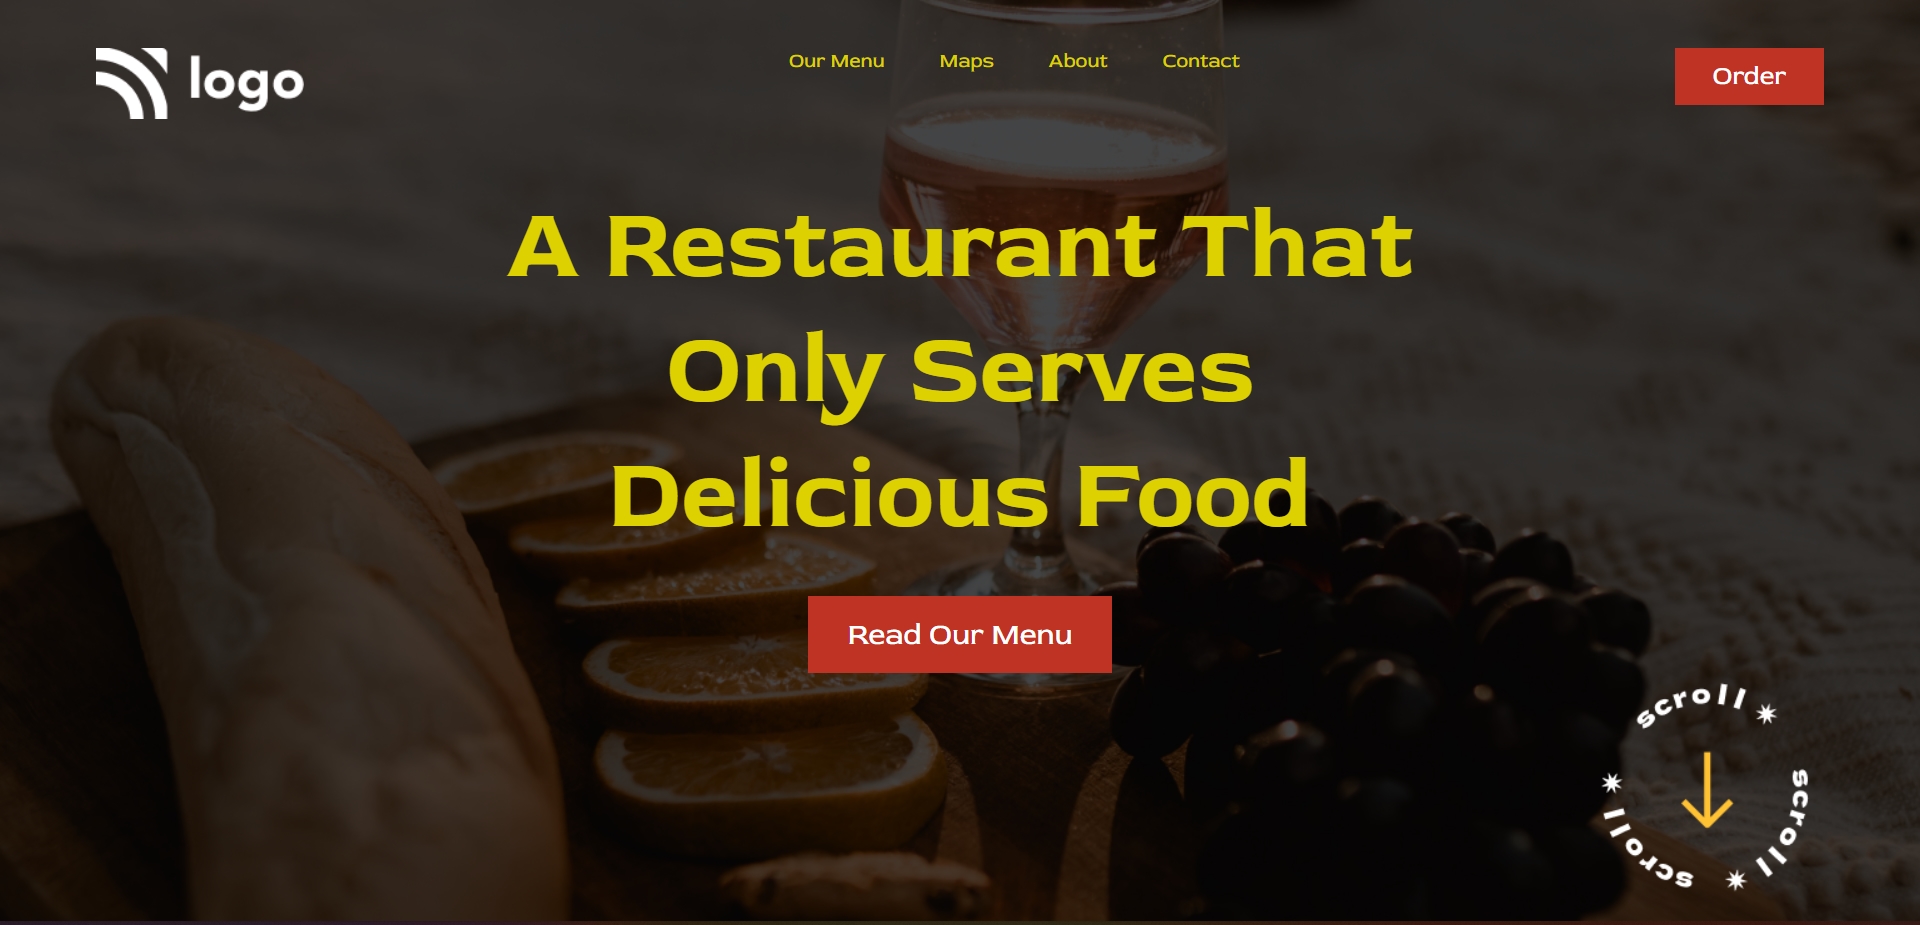 logo
Our Menu
Maps
About
Contact
Order
A Restaurant That
Only Serves
Delicious Food
Read Our Menu
scroll
scroll
scroll